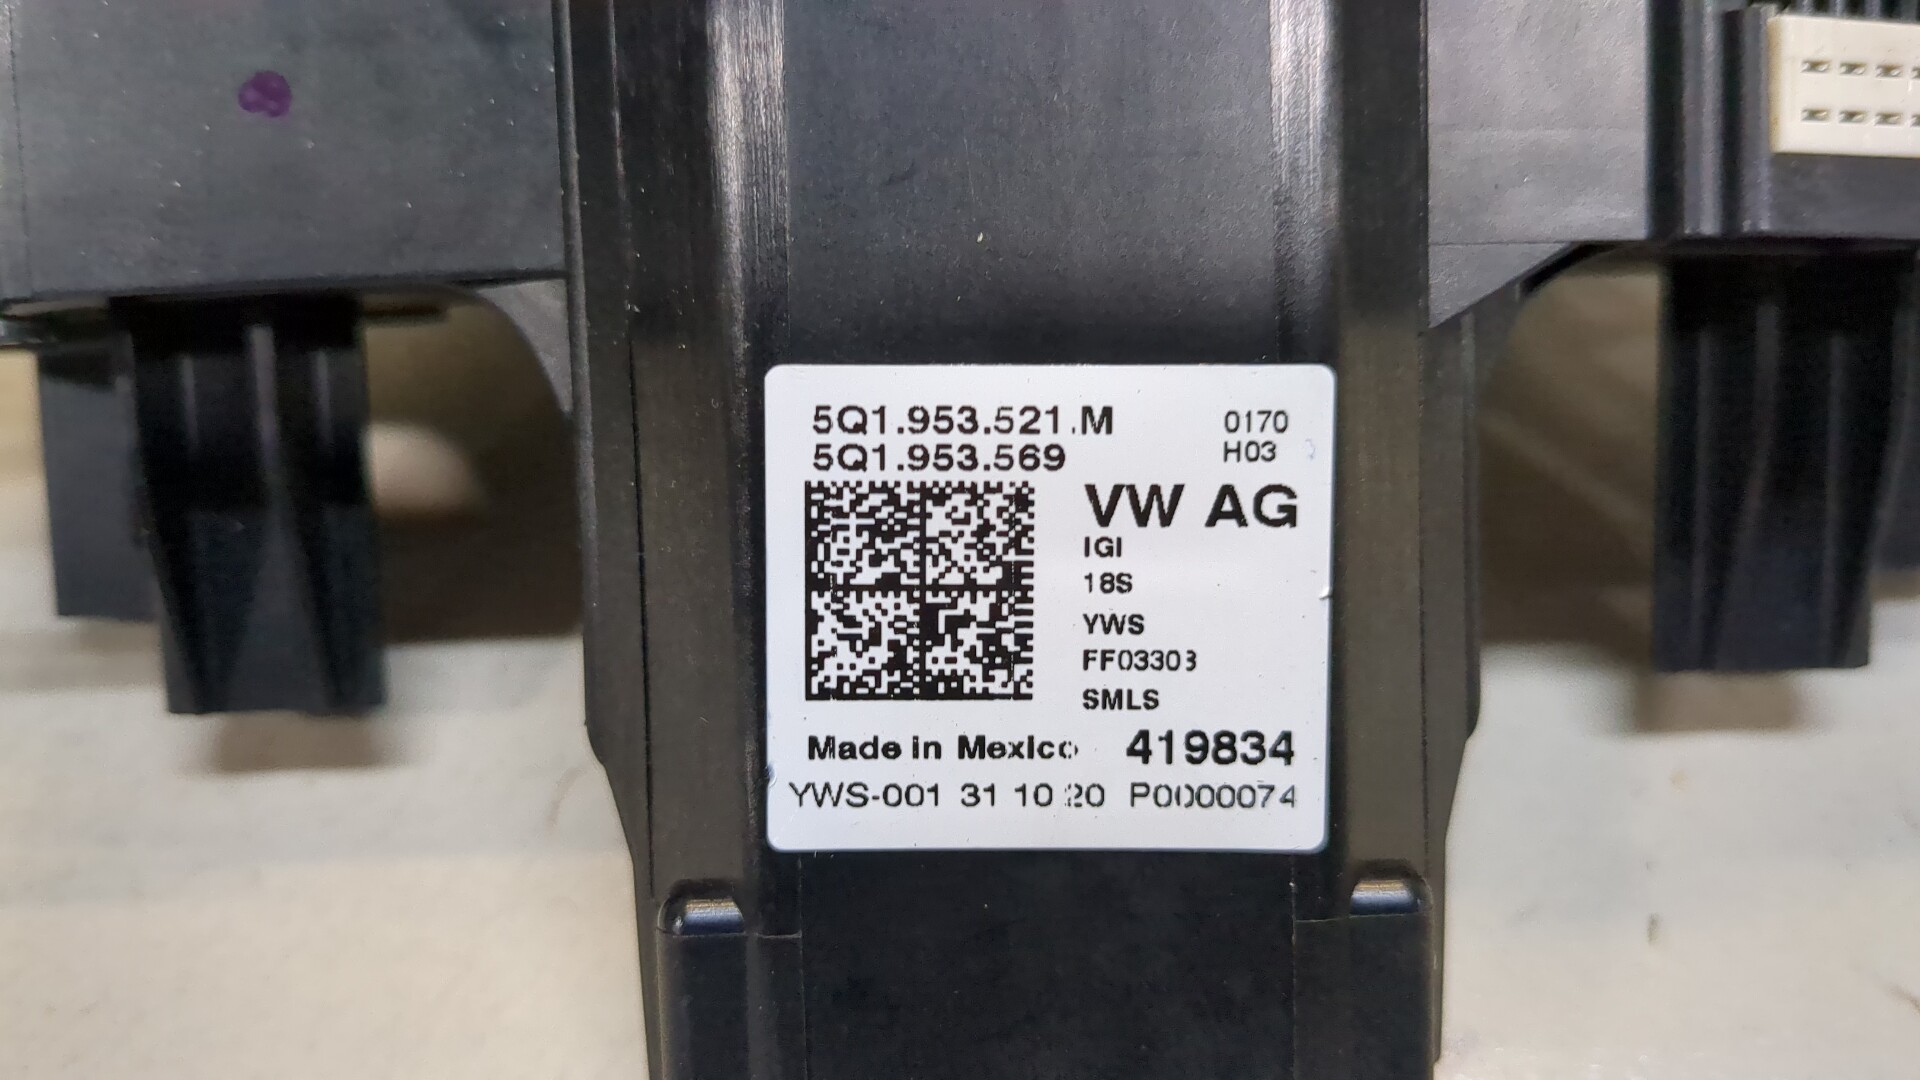 5Q1.953.521.M 0170
5Q1.953.569 H03
VW AG
IGI
18S
YWS
FF03303
SMLS
Made in Mexico 419834
YWS-001 31 10 20 P0000074